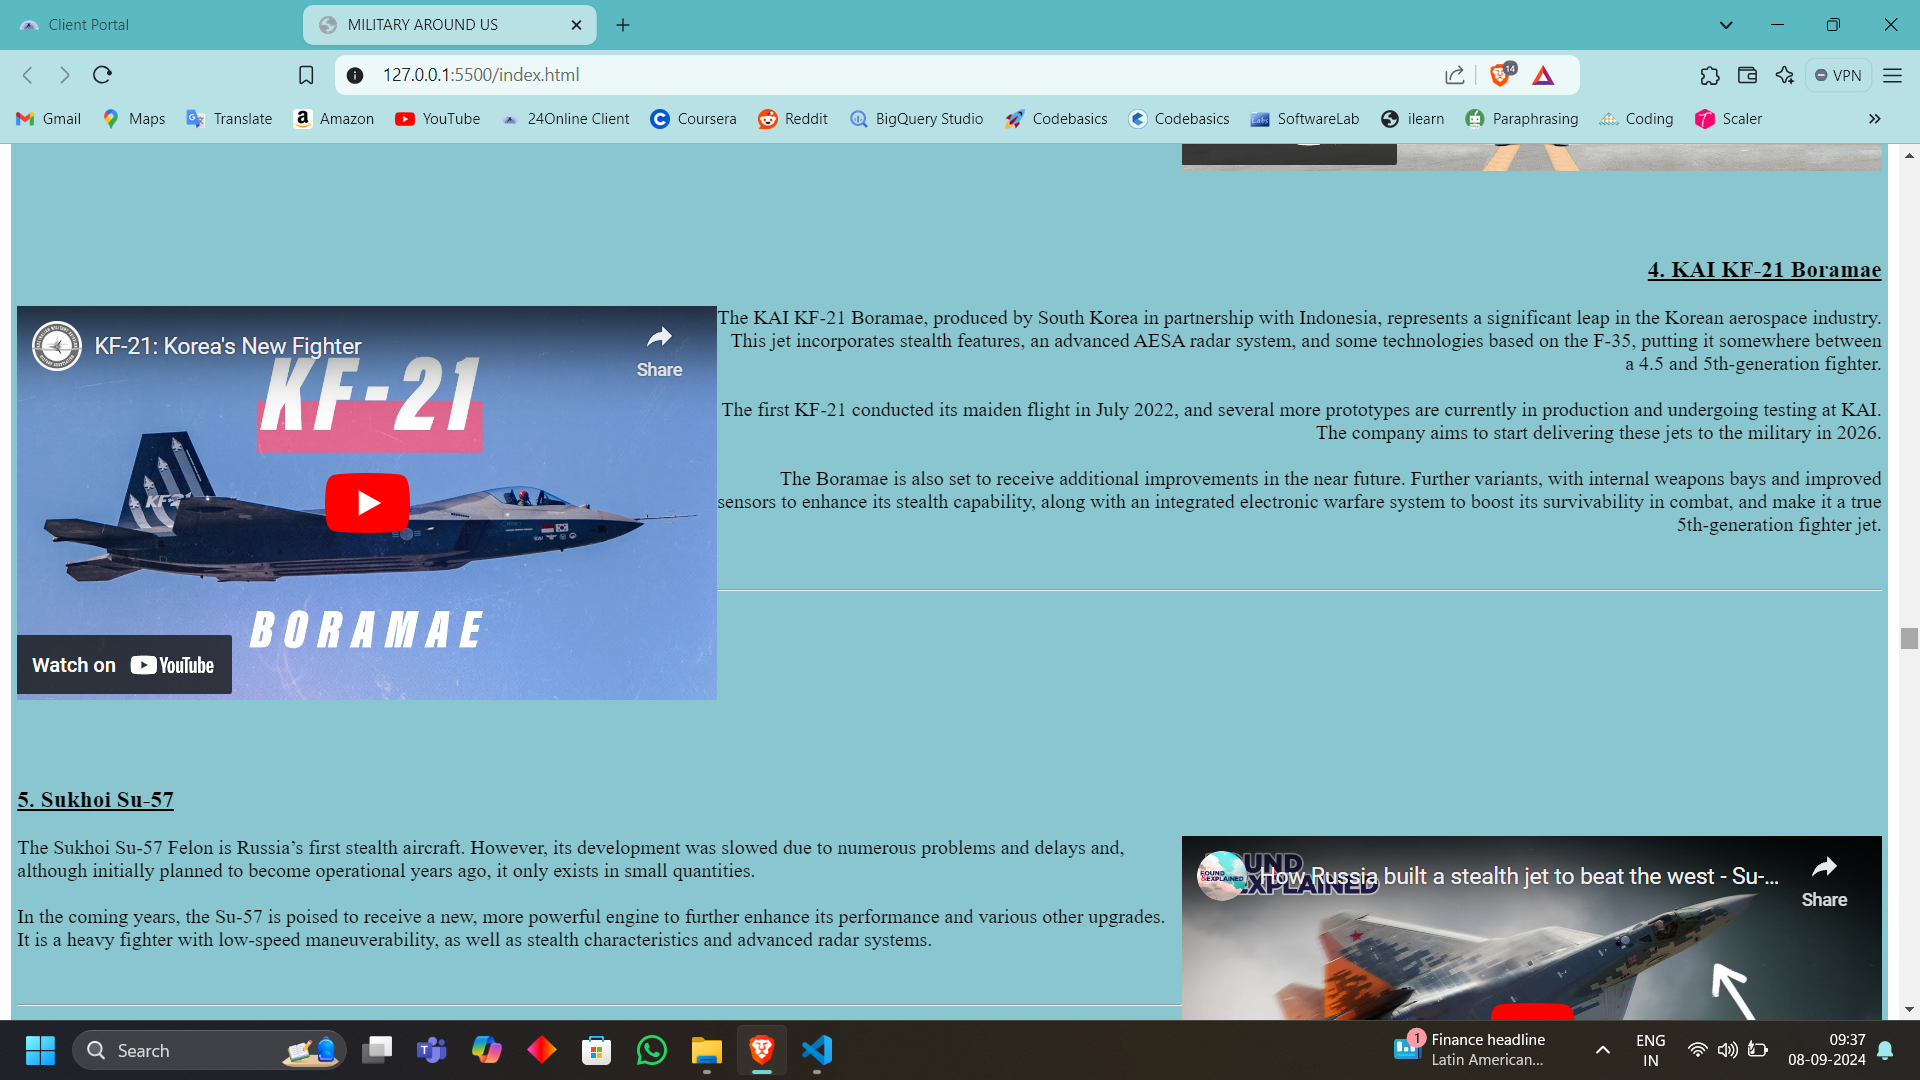 Client Portal
MILITARY AROUND US
127.0.0.1:5500/index.html
14
VPN
Gmail
Maps
Translate
Amazon
YouTube
24Online Client
Coursera
Reddit
BigQuery Studio
Codebasics
Codebasics
SoftwareLab
ilearn
Paraphrasing
Coding
Scaler
4. KAI KF-21 Boramae
KF-21: Korea's New Fighter
Share
KF-21
KF-21
BORAMAE
Watch on YouTube
The KAI KF-21 Boramae, produced by South Korea in partnership with Indonesia, represents a significant leap in the Korean aerospace industry.
This jet incorporates stealth features, an advanced AESA radar system, and some technologies based on the F-35, putting it somewhere between
a 4.5 and 5th-generation fighter.
The first KF-21 conducted its maiden flight in July 2022, and several more prototypes are currently in production and undergoing testing at KAI.
The company aims to start delivering these jets to the military in 2026.
The Boramae is also set to receive additional improvements in the near future. Further variants, with internal weapons bays and improved
sensors to enhance its stealth capability, along with an integrated electronic warfare system to boost its survivability in combat, and make it a true
5th-generation fighter jet.
5. Sukhoi Su-57
The Sukhoi Su-57 Felon is Russia’s first stealth aircraft. However, its development was slowed due to numerous problems and delays and,
although initially planned to become operational years ago, it only exists in small quantities.
In the coming years, the Su-57 is poised to receive a new, more powerful engine to further enhance its performance and various other upgrades.
It is a heavy fighter with low-speed maneuverability, as well as stealth characteristics and advanced radar systems.
How Russia built a stealth jet to beat the west - Su-...
Share
Search
1
Finance headline
Latin American...
ENG
IN
09:37
08-09-2024